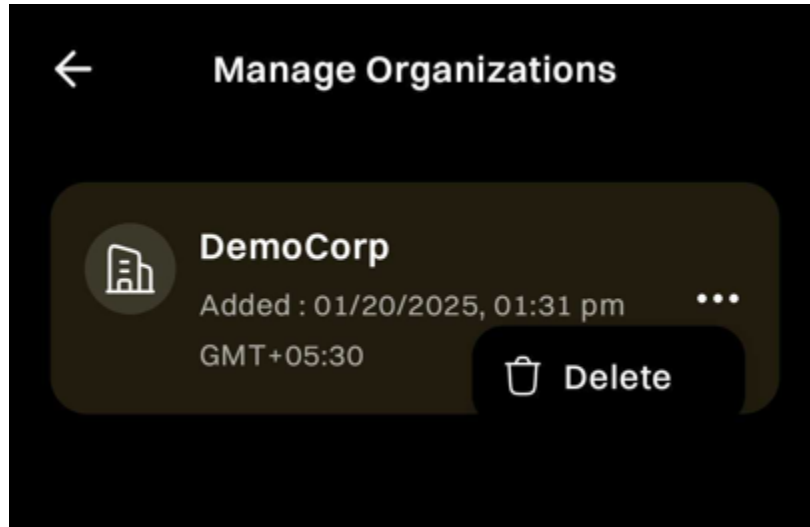 Manage Organizations
DemoCorp
Added : 01/20/2025, 01:31 pm
GMT+05:30
Delete